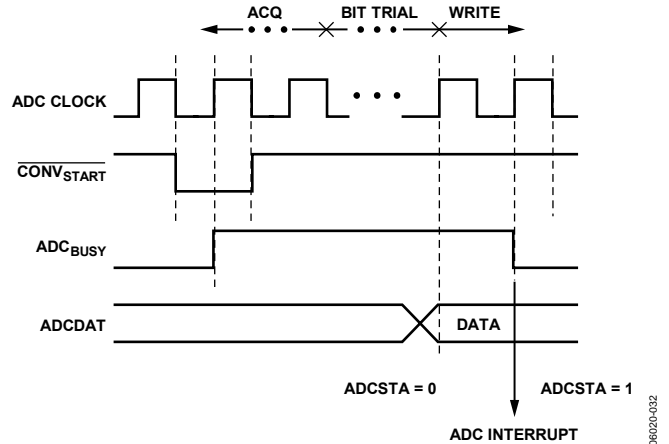 ACQ BIT TRIAL WRITE
ADC CLOCK
CONVSTART
ADCBUSY
ADCDAT DATA
ADCSTA = 0 ADCSTA = 1
ADC INTERRUPT
06020-032